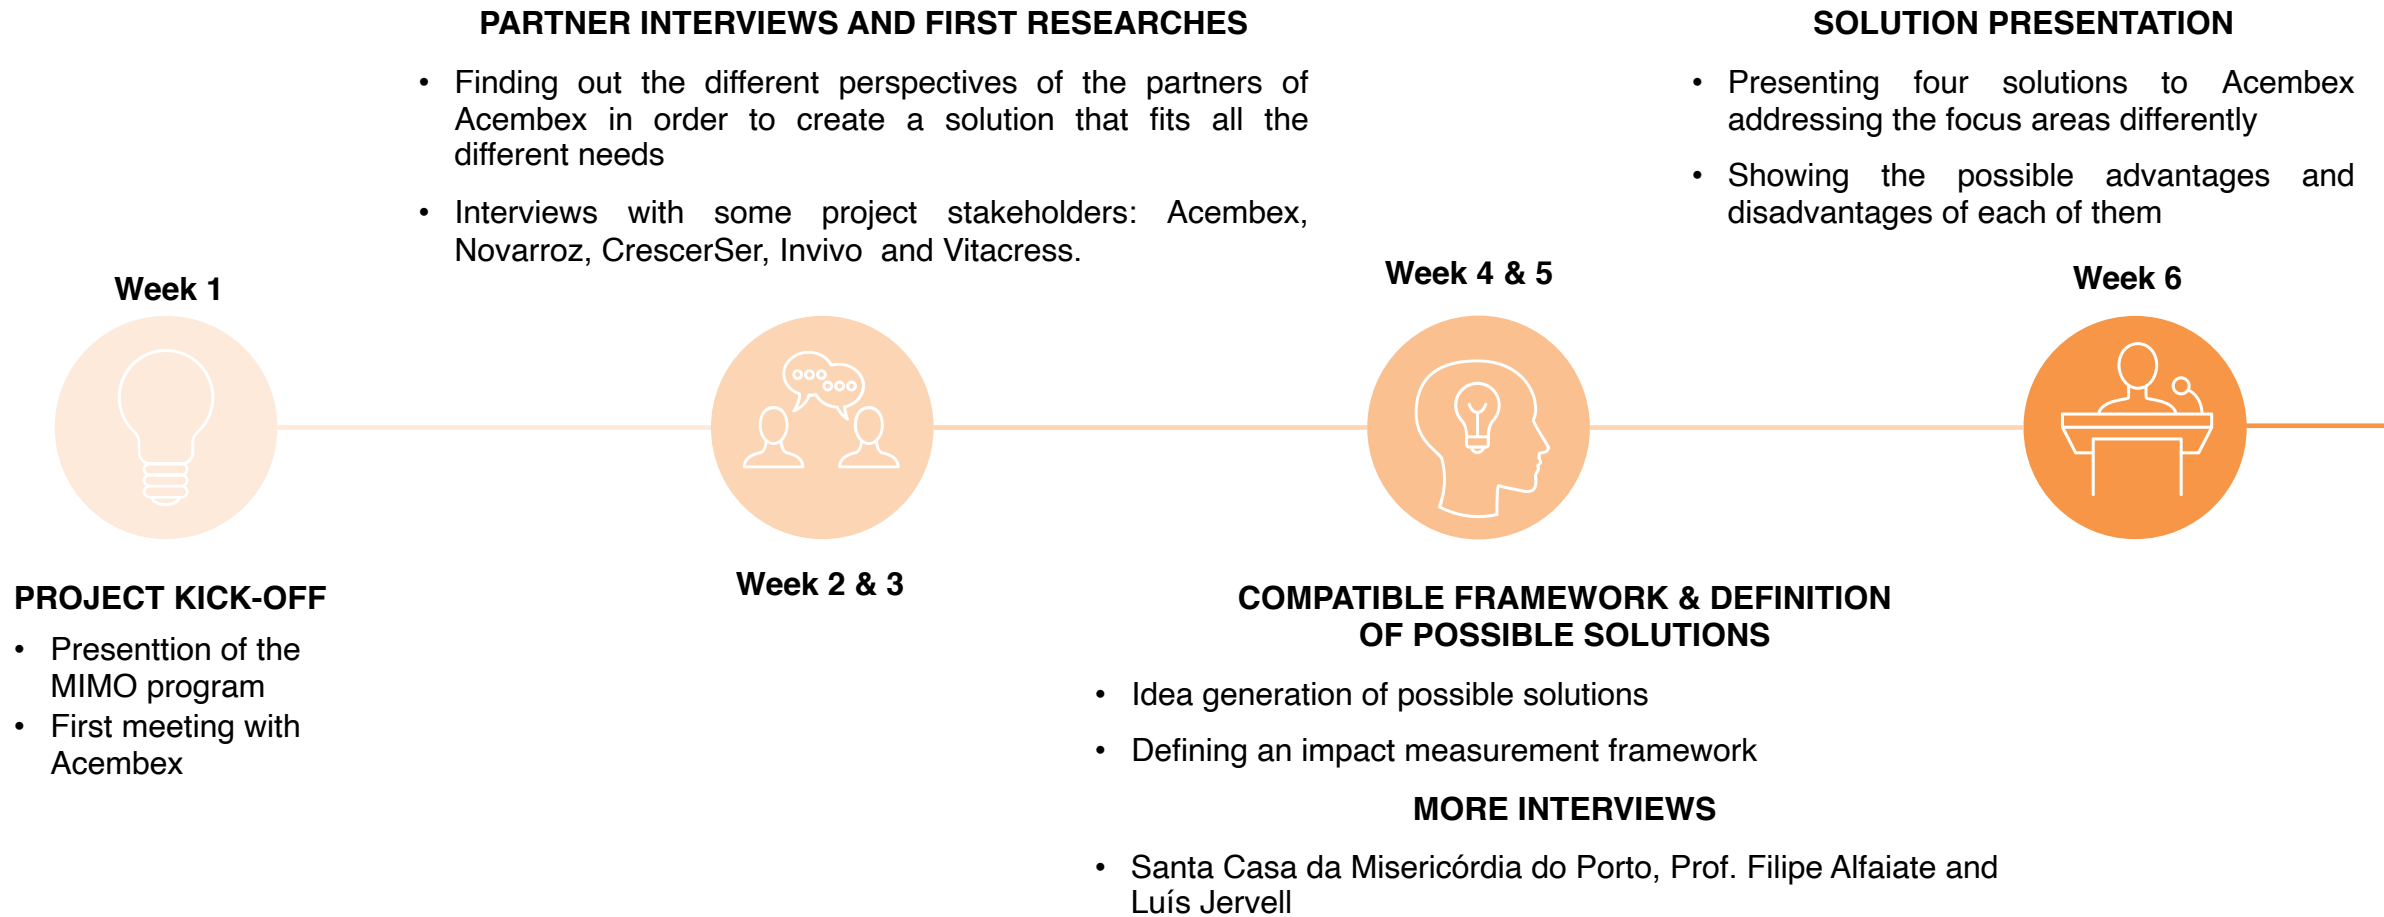 PARTNER INTERVIEWS AND FIRST RESEARCHES
• Finding out the different perspectives of the partners of
Acembex in order to create a solution that fits all the
different needs
• Interviews with some project stakeholders: Acembex,
Novarroz, CrescerSer, Invivo and Vitacress.
SOLUTION PRESENTATION
• Presenting four solutions to Acembex
addressing the focus areas differently
• Showing the possible advantages and
disadvantages of each of them
Week 1
Week 4 & 5
Week 6
Week 2 & 3
PROJECT KICK-OFF
• Presenttion of the
MIMO program
• First meeting with
Acembex
COMPATIBLE FRAMEWORK & DEFINITION
OF POSSIBLE SOLUTIONS
• Idea generation of possible solutions
• Defining an impact measurement framework
MORE INTERVIEWS
• Santa Casa da Misericórdia do Porto, Prof. Filipe Alfaiate and
Luís Jervell